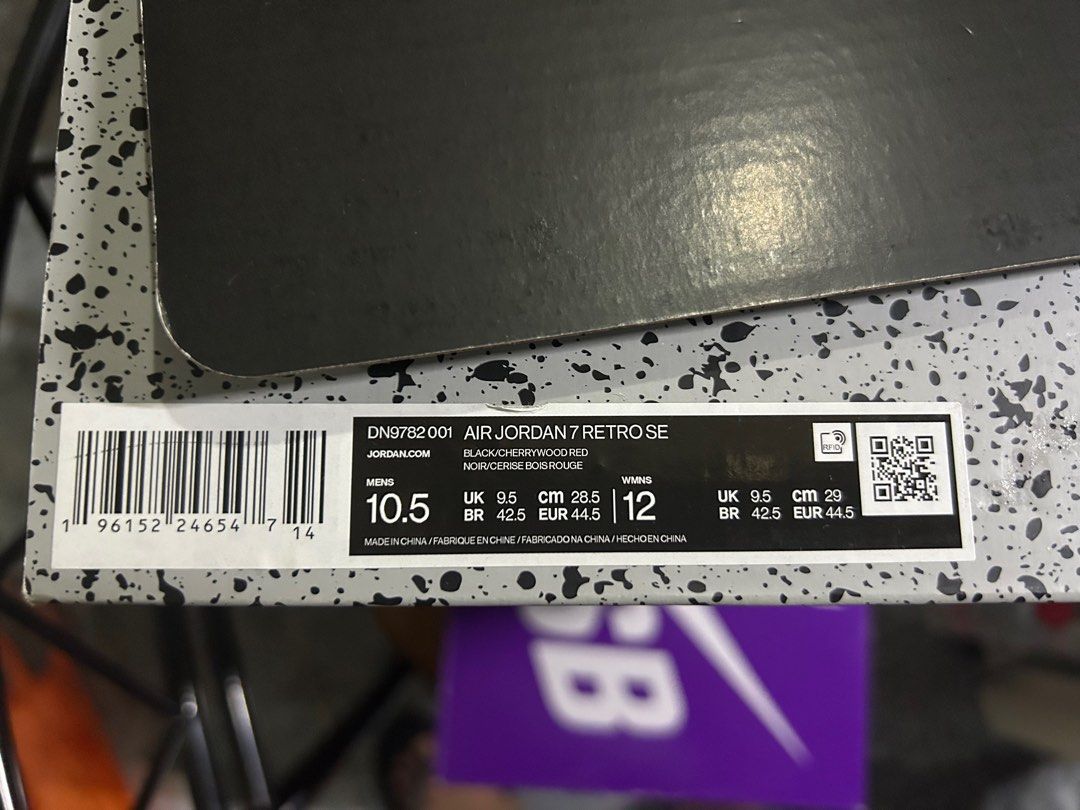 DN9782 001 AIR JORDAN 7 RETRO SE
JORDAN.COM BLACK/CHERRYWOOD RED
NOIR/CERISE BOIS ROUGE
RFID
MENS
10.5
UK 9.5 CM 28.5
BR 42.5 EUR 44.5
WMNS
12
UK 9.5 CM 29
BR 42.5 EUR 44.5
MADE IN CHINA / FABRIQUE EN CHINE / FABRICADO NA CHINA / HECHO EN CHINA
1 96152 24654 7 14
SB